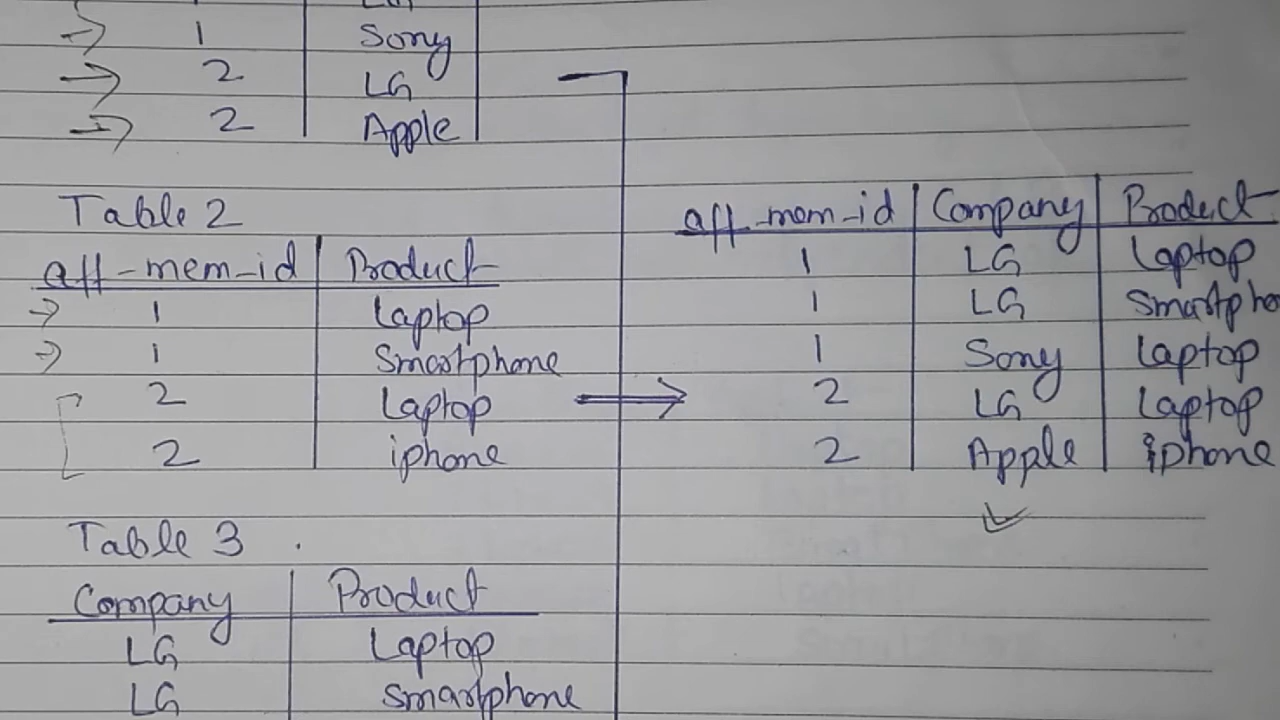 1 Sony
2 LG
2 Apple
Table 2
aff-mem-id Product
1 Laptop
1 Smartphone
2 Laptop
2 iphone
aff-mem-id Company Product
1 LG Laptop
1 LG Smartpho
1 Sony Laptop
2 LG Laptop
2 Apple iphone
Table 3
Company Product
LG Laptop
LG Smartphone